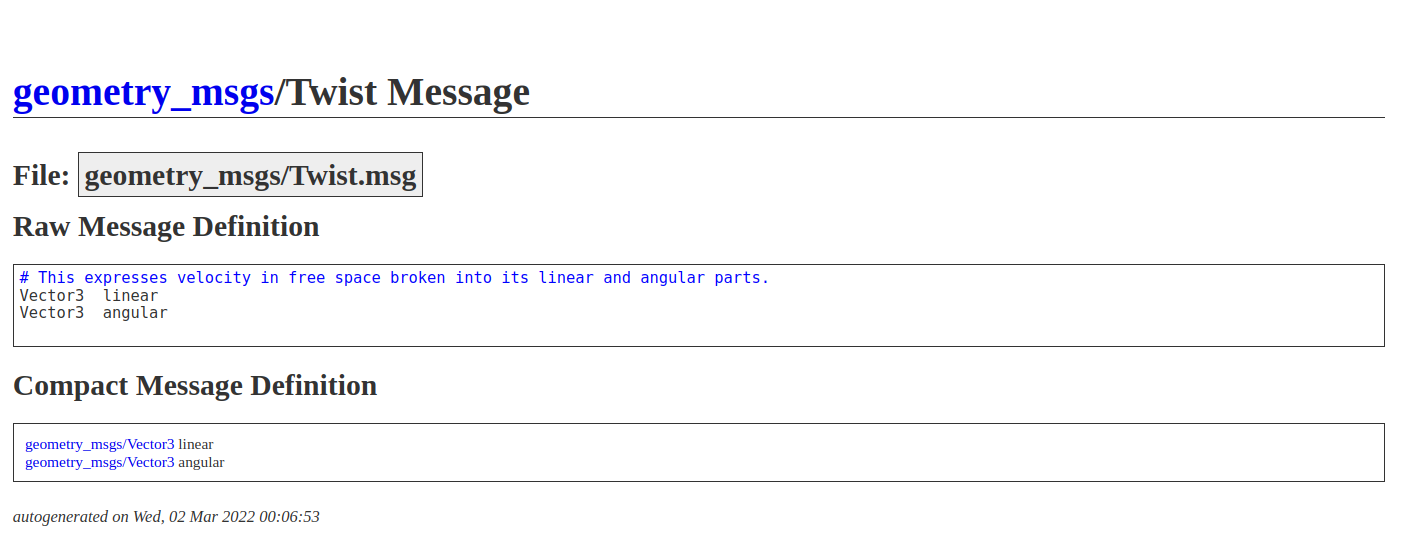 geometry_msgs/Twist Message
File: geometry_msgs/Twist.msg
Raw Message Definition
# This expresses velocity in free space broken into its linear and angular parts.
Vector3  linear
Vector3  angular
Compact Message Definition
geometry_msgs/Vector3 linear
geometry_msgs/Vector3 angular
autogenerated on Wed, 02 Mar 2022 00:06:53